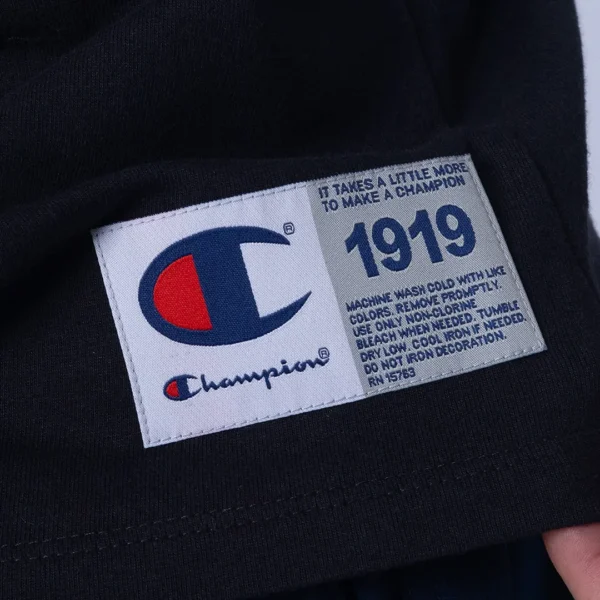 C®
Champion®
IT TAKES A LITTLE MORE
TO MAKE A CHAMPION
1919
MACHINE WASH COLD WITH LIKE
COLORS. REMOVE PROMPTLY.
USE ONLY NON-CLORINE
BLEACH WHEN NEEDED. TUMBLE
DRY LOW. COOL IRON IF NEEDED.
DO NOT IRON DECORATION.
RN 15763